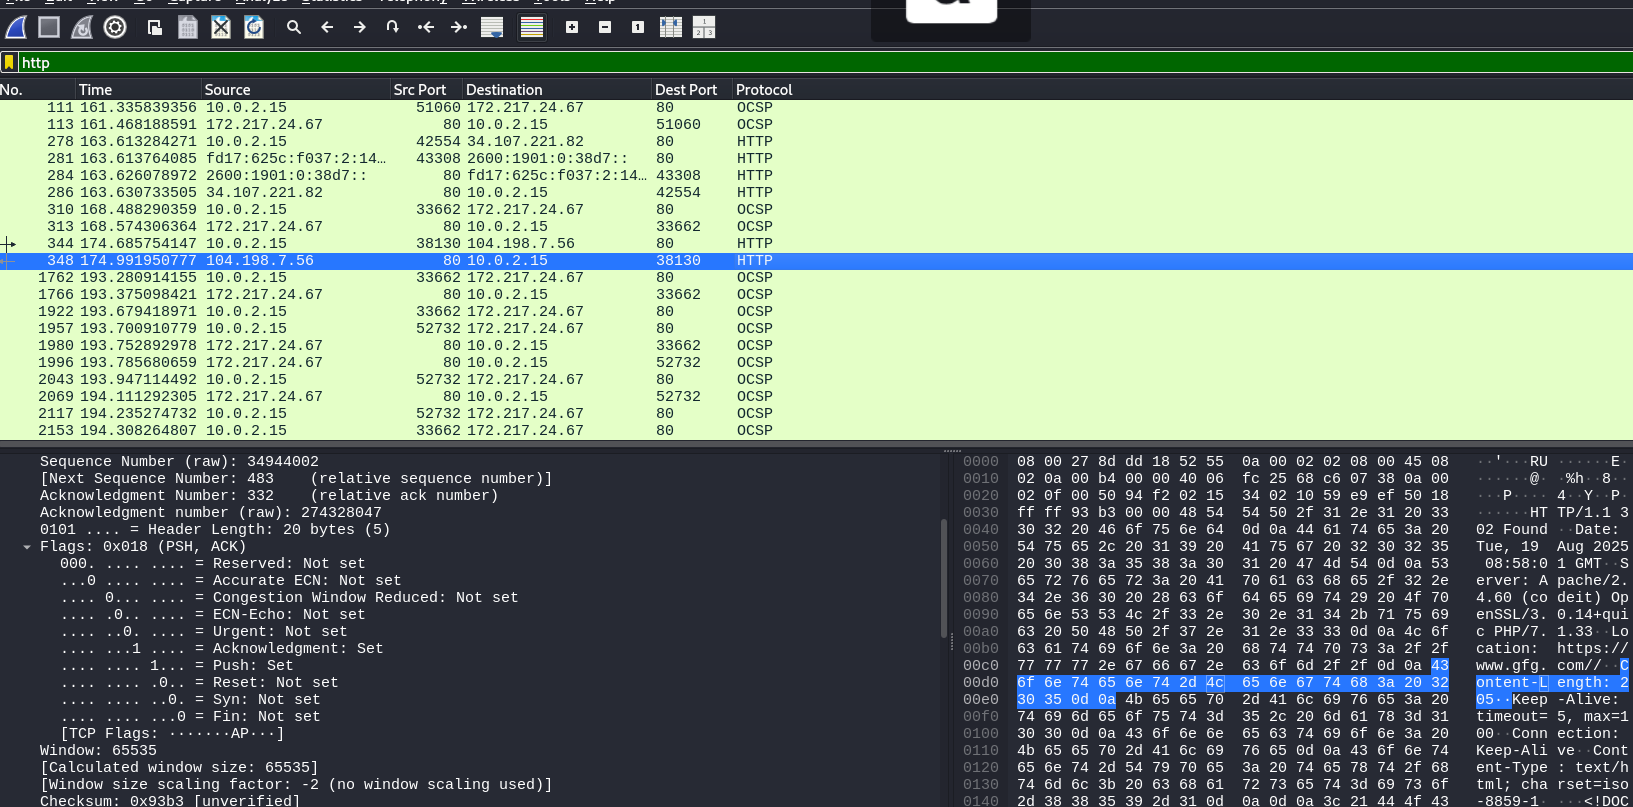 http
No. Time Source Src Port Destination Dest Port Protocol
111 161.335839356 10.0.2.15 51060 172.217.24.67 80 OCSP
113 161.468188591 172.217.24.67 80 10.0.2.15 51060 OCSP
278 163.613284271 10.0.2.15 42554 34.107.221.82 80 HTTP
281 163.613764085 fd17:625c:f037:2:14… 43308 2600:1901:0:38d7:: 80 HTTP
284 163.626078972 2600:1901:0:38d7:: 80 fd17:625c:f037:2:14… 43308 HTTP
286 163.630733505 34.107.221.82 80 10.0.2.15 42554 HTTP
310 168.488290359 10.0.2.15 33662 172.217.24.67 80 OCSP
313 168.574306364 172.217.24.67 80 10.0.2.15 33662 OCSP
344 174.685754147 10.0.2.15 38130 104.198.7.56 80 HTTP
348 174.991950777 104.198.7.56 80 10.0.2.15 38130 HTTP
1762 193.280914155 10.0.2.15 33662 172.217.24.67 80 OCSP
1766 193.375098421 172.217.24.67 80 10.0.2.15 33662 OCSP
1922 193.679418971 10.0.2.15 33662 172.217.24.67 80 OCSP
1957 193.700910779 10.0.2.15 52732 172.217.24.67 80 OCSP
1980 193.752892978 172.217.24.67 80 10.0.2.15 33662 OCSP
1996 193.785680659 172.217.24.67 80 10.0.2.15 52732 OCSP
2043 193.947114492 10.0.2.15 52732 172.217.24.67 80 OCSP
2069 194.111292305 172.217.24.67 80 10.0.2.15 52732 OCSP
2117 194.235274732 10.0.2.15 52732 172.217.24.67 80 OCSP
2153 194.308264807 10.0.2.15 33662 172.217.24.67 80 OCSP
Sequence Number (raw): 34944002
[Next Sequence Number: 483 (relative sequence number)]
Acknowledgment Number: 332 (relative ack number)
Acknowledgment number (raw): 274328047
0101 .... = Header Length: 20 bytes (5)
Flags: 0x018 (PSH, ACK)
000. .... .... = Reserved: Not set
...0 .... .... = Accurate ECN: Not set
.... 0... .... = Congestion Window Reduced: Not set
.... .0.. .... = ECN-Echo: Not set
.... ..0. .... = Urgent: Not set
.... ...1 .... = Acknowledgment: Set
.... .... 1... = Push: Set
.... .... .0.. = Reset: Not set
.... .... ..0. = Syn: Not set
.... .... ...0 = Fin: Not set
[TCP Flags: ·······AP···]
Window: 65535
[Calculated window size: 65535]
[Window size scaling factor: -2 (no window scaling used)]
Checksum: 0x93b3 [unverified]
0000 08 00 27 8d dd 18 52 55 0a 00 02 02 08 00 45 08 ··'···RU ······E·
0010 02 0a 00 b4 00 00 40 06 fc 25 68 c6 07 38 0a 00 ······@· ·%h··8··
0020 02 0f 00 50 94 f2 02 15 34 02 10 59 e9 ef 50 18 ···P···· 4··Y··P·
0030 ff ff 93 b3 00 00 48 54 54 50 2f 31 2e 31 20 33 ······HT TP/1.1 3
0040 30 32 20 46 6f 75 6e 64 0d 0a 44 61 74 65 3a 20 02 Found ··Date: 
0050 54 75 65 2c 20 31 39 20 41 75 67 20 32 30 32 35 Tue, 19 Aug 2025
0060 20 30 38 3a 35 38 3a 30 31 20 47 4d 54 0d 0a 53 08:58:0 1 GMT··S
0070 65 72 76 65 72 3a 20 41 70 61 63 68 65 2f 32 2e erver: A pache/2.
0080 34 2e 36 30 20 28 63 6f 64 65 69 74 29 20 4f 70 4.60 (co deit) Op
0090 65 6e 53 53 4c 2f 33 2e 30 2e 31 34 2b 71 75 69 enSSL/3. 0.14+qui
00a0 63 20 50 48 50 2f 37 2e 31 2e 33 33 0d 0a 4c 6f c PHP/7. 1.33··Lo
00b0 63 61 74 69 6f 6e 3a 20 68 74 74 70 73 3a 2f 2f cation: https://
00c0 77 77 77 2e 67 66 67 2e 63 6f 6d 2f 2f 0d 0a 43 www.gfg. com//··C
00d0 6f 6e 74 65 6e 74 2d 4c 65 6e 67 74 68 3a 20 32 ontent-L ength: 2
00e0 30 35 0d 0a 4b 65 65 70 2d 41 6c 69 76 65 3a 20 05··Keep -Alive: 
00f0 74 69 6d 65 6f 75 74 3d 35 2c 20 6d 61 78 3d 31 timeout= 5, max=1
0100 30 30 0d 0a 43 6f 6e 6e 65 63 74 69 6f 6e 3a 20 00··Conn ection: 
0110 4b 65 65 70 2d 41 6c 69 76 65 0d 0a 43 6f 6e 74 Keep-Ali ve··Cont
0120 65 6e 74 2d 54 79 70 65 3a 20 74 65 78 74 2f 68 ent-Type : text/h
0130 74 6d 6c 3b 20 63 68 61 72 73 65 74 3d 69 73 6f tml; cha rset=iso
0140 2d 38 38 35 39 2d 31 0d 0a 0d 0a 3c 21 44 4f 43 -8859-1· ···<!DOC